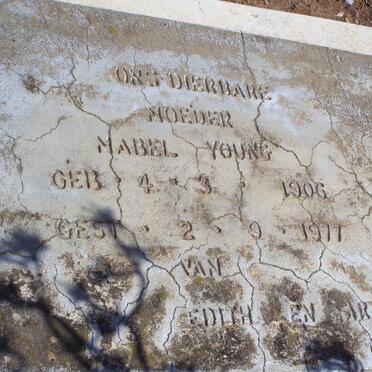 ONS DIERBARE
MOEDER
MABEL YOUNG
GEB 4 · 3 · 1906
GEST · 2 · 9 · 1977
VAN
EDITH EN